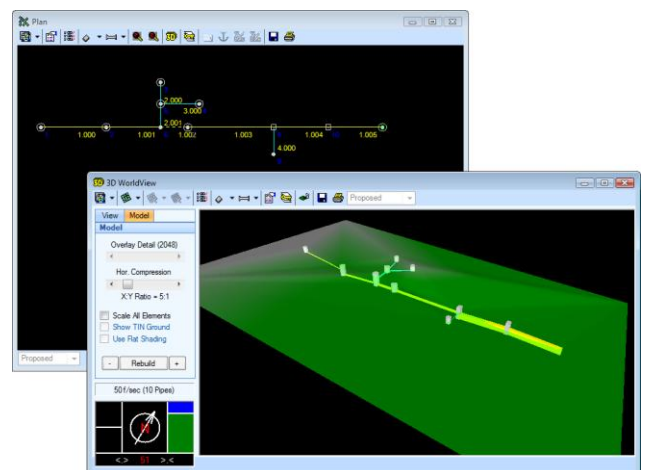 Plan
2.000
3.000
2.001
1.000
1.001
1.002
1.003
1.004
1.005
4.000
Proposed
3D WorldView
Proposed
View Model
Model
Overlay Detail (2048)
Hor. Compression
X:Y Ratio = 5:1
Scale All Elements
Show TIN Ground
Use Flat Shading
- Rebuild +
50 f/sec (10 Pipes)
N
<> 51 ><